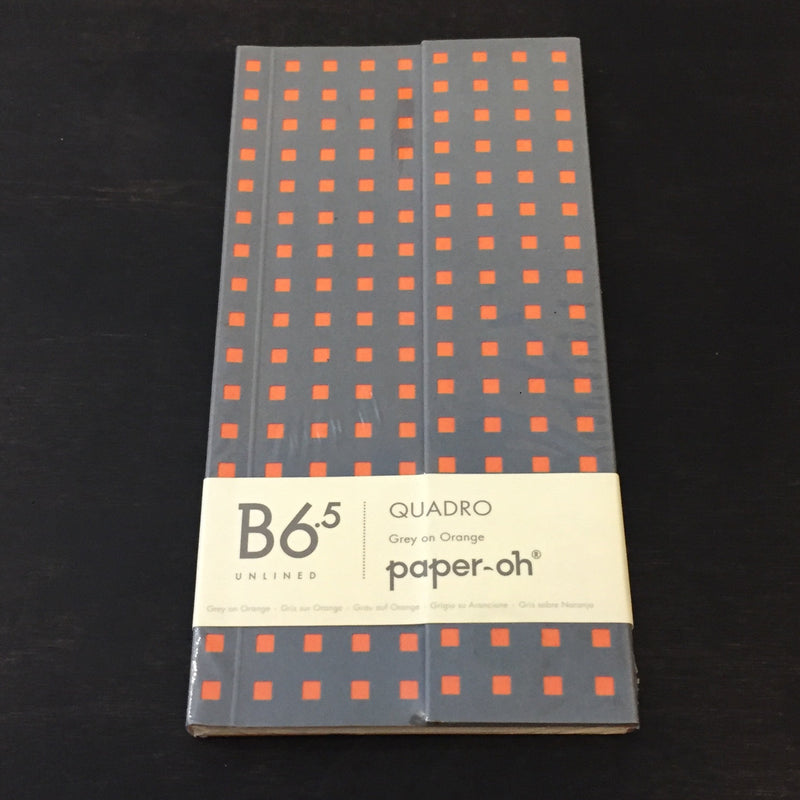 B6.5
UNLINED
QUADRO
Grey on Orange
paper-oh®
Grey on Orange · Gris sur Orange · Grau auf Orange · Grigio su Arancione · Gris sobre Naranja